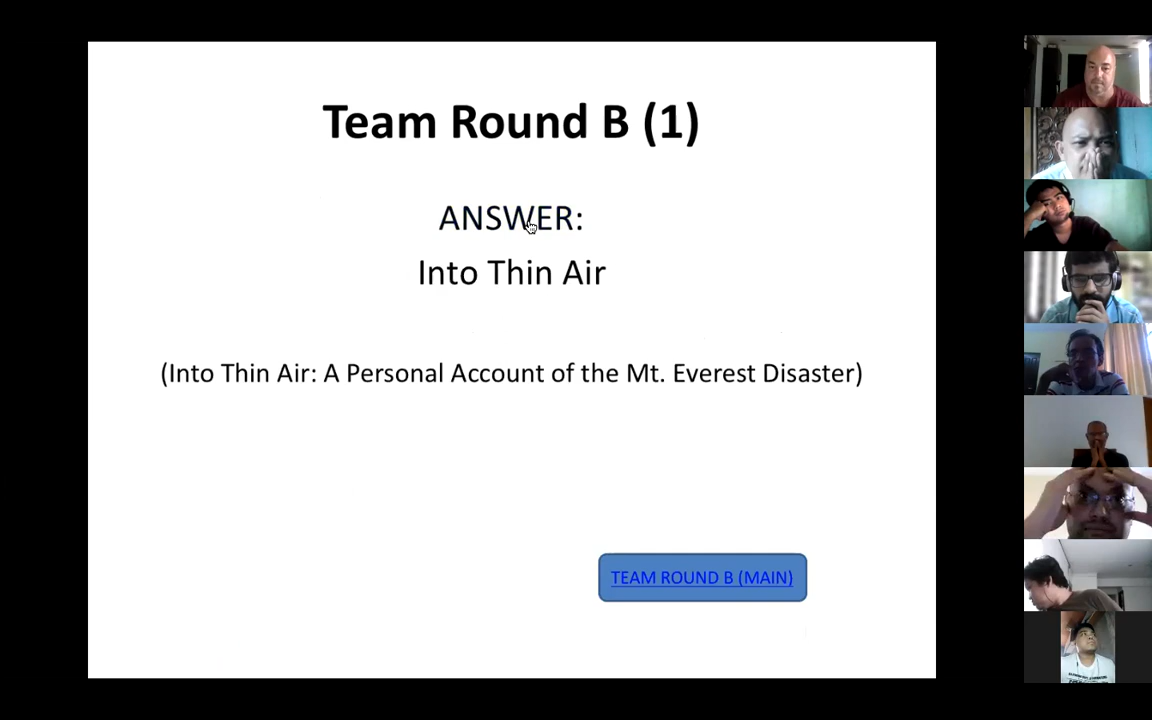 Team Round B (1)
ANSWER:
Into Thin Air
(Into Thin Air: A Personal Account of the Mt. Everest Disaster)
TEAM ROUND B (MAIN)